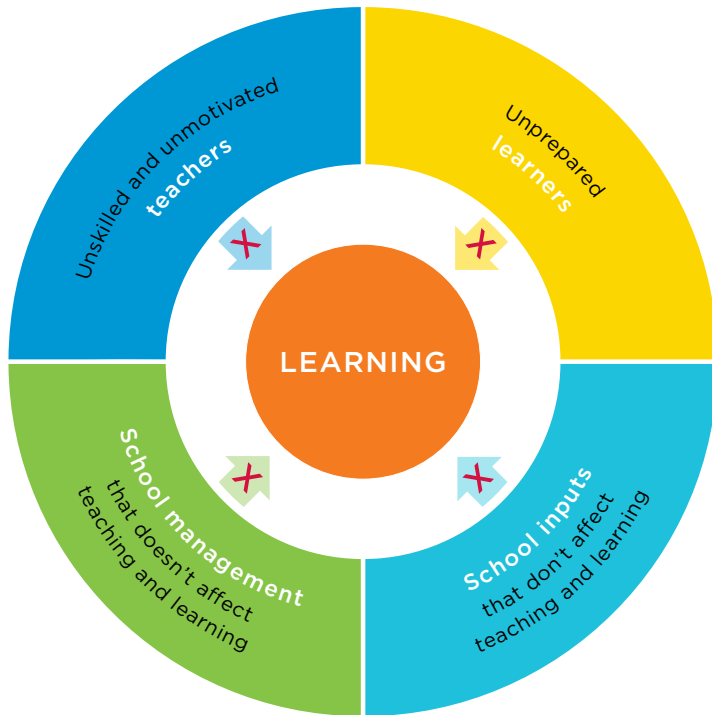 Unskilled and unmotivated
teachers
Unprepared
learners
LEARNING
School management
that doesn't affect
teaching and learning
School inputs
that don't affect
teaching and learning